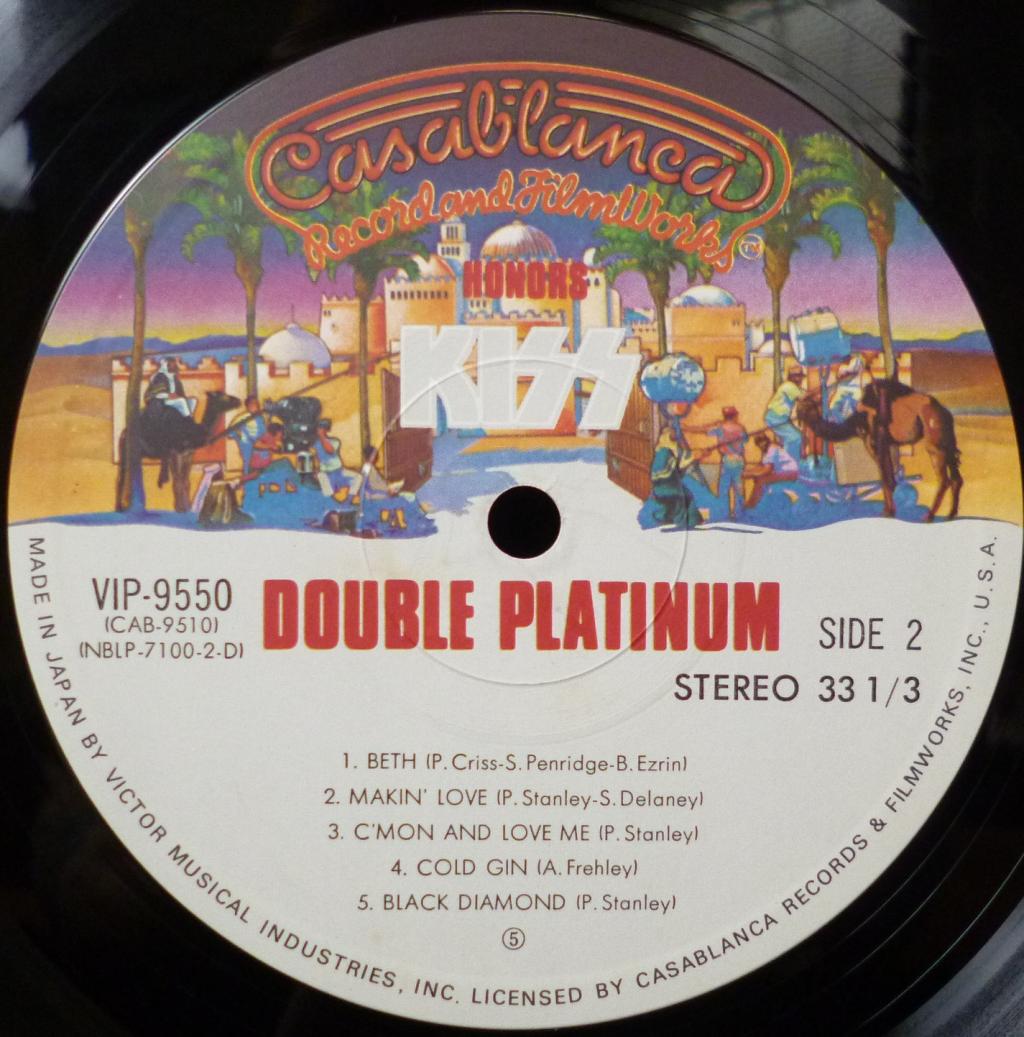 Casablanca
Record and FilmWorks™
HONORS
KISS
VIP-9550
(CAB-9510)
(NBLP-7100-2-D)
DOUBLE PLATINUM
SIDE 2
STEREO 33 1/3
1. BETH (P. Criss-S. Penridge-B. Ezrin)
2. MAKIN' LOVE (P. Stanley-S. Delaney)
3. C'MON AND LOVE ME (P. Stanley)
4. COLD GIN (A. Frehley)
5. BLACK DIAMOND (P. Stanley)
⑤
MADE IN JAPAN BY VICTOR MUSICAL INDUSTRIES, INC. LICENSED BY CASABLANCA RECORDS & FILMWORKS, INC., U.S.A.